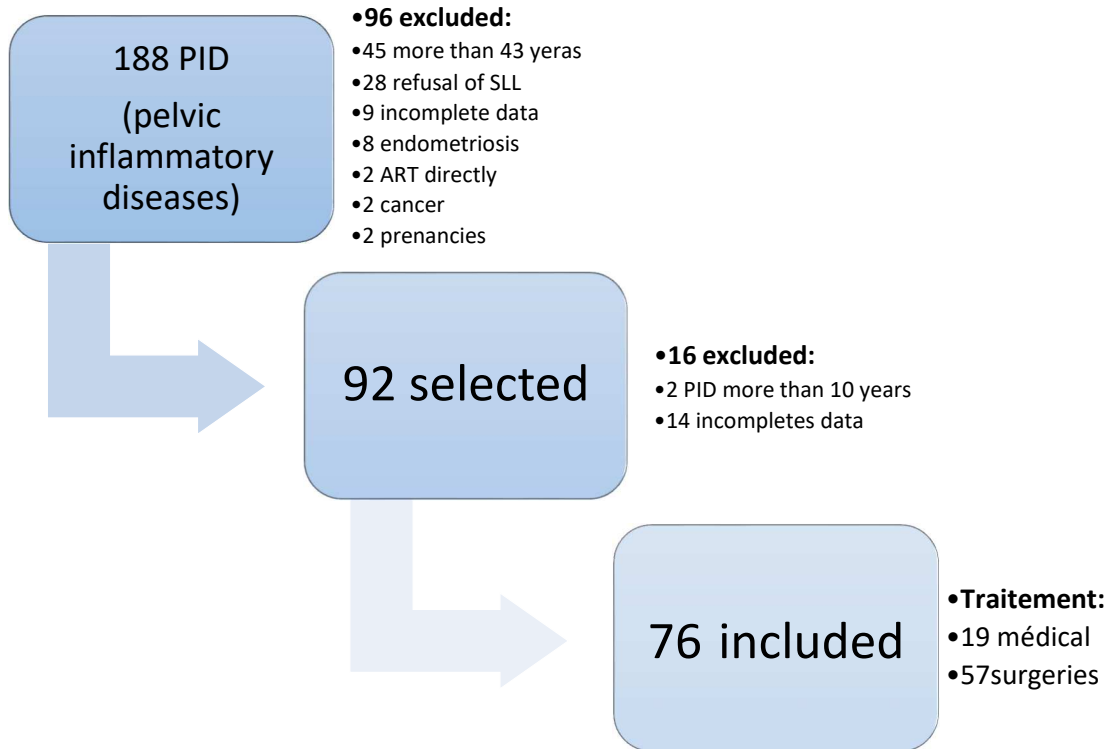 188 PID
(pelvic
inflammatory
diseases)
•96 excluded:
•45 more than 43 yeras
•28 refusal of SLL
•9 incomplete data
•8 endometriosis
•2 ART directly
•2 cancer
•2 prenancies
92 selected
•16 excluded:
•2 PID more than 10 years
•14 incompletes data
76 included
•Traitement:
•19 médical
•57surgeries